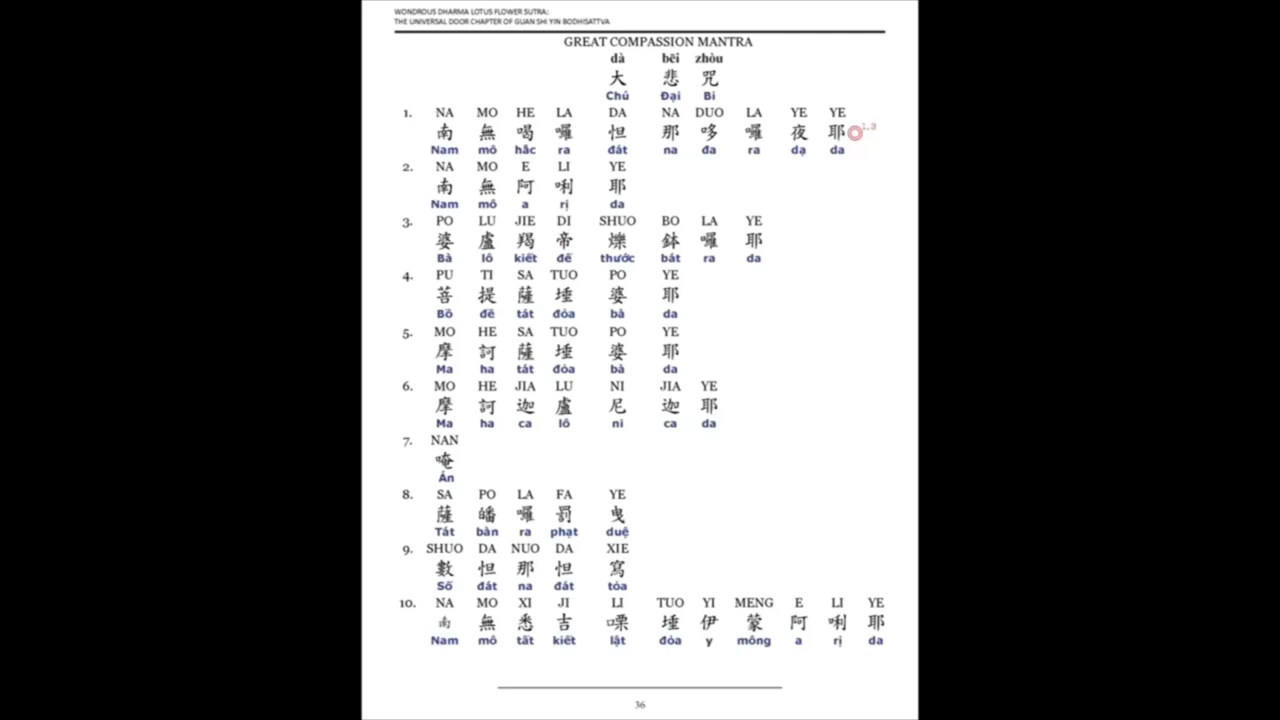 WONDROUS DHARMA LOTUS FLOWER SUTRA:
THE UNIVERSAL DOOR CHAPTER OF GUAN SHI YIN BODHISATTVA
GREAT COMPASSION MANTRA
dà bēi zhòu
大 悲 咒
Chú Đại Bi
1. NA MO HE LA DA NA DUO LA YE YE
南 無 喝 囉 怛 那 哆 囉 夜 耶 1.3
Nam mô hắc ra đát na đa ra dạ da
2. NA MO E LI YE
南 無 阿 唎 耶
Nam mô a rị da
3. PO LU JIE DI SHUO BO LA YE
婆 盧 羯 帝 爍 鉢 囉 耶
Bà lô kiết đế thước bát ra da
4. PU TI SA TUO PO YE
菩 提 薩 埵 婆 耶
Bồ đề tát đỏa bà da
5. MO HE SA TUO PO YE
摩 訶 薩 埵 婆 耶
Ma ha tát đỏa bà da
6. MO HE JIA LU NI JIA YE
摩 訶 迦 盧 尼 迦 耶
Ma ha ca lô ni ca da
7. NAN
唵
Án
8. SA PO LA FA YE
薩 皤 囉 罰 曳
Tát bàn ra phạt duệ
9. SHUO DA NUO DA XIE
數 怛 那 怛 寫
Số đát na đát tỏa
10. NA MO XI JI LI TUO YI MENG E LI YE
南 無 悉 吉 嘌 埵 伊 蒙 阿 唎 耶
Nam mô tất kiết lật đỏa y mông a rị da
36